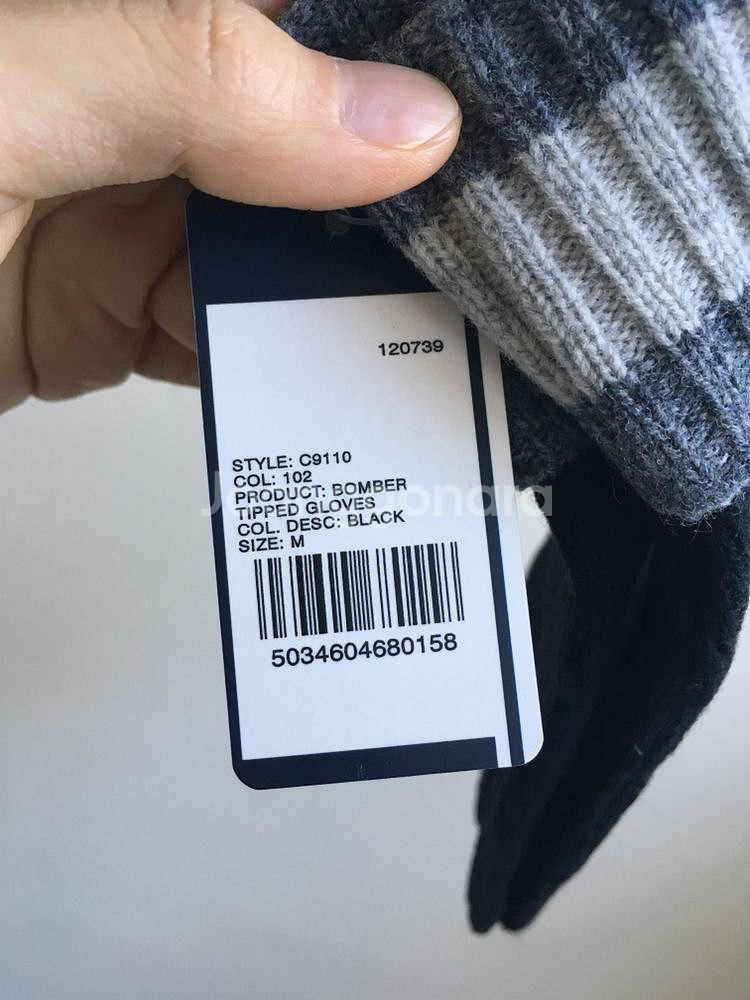 120739
STYLE: C9110
COL: 102
PRODUCT: BOMBER
TIPPED GLOVES
COL. DESC: BLACK
SIZE: M
5034604680158